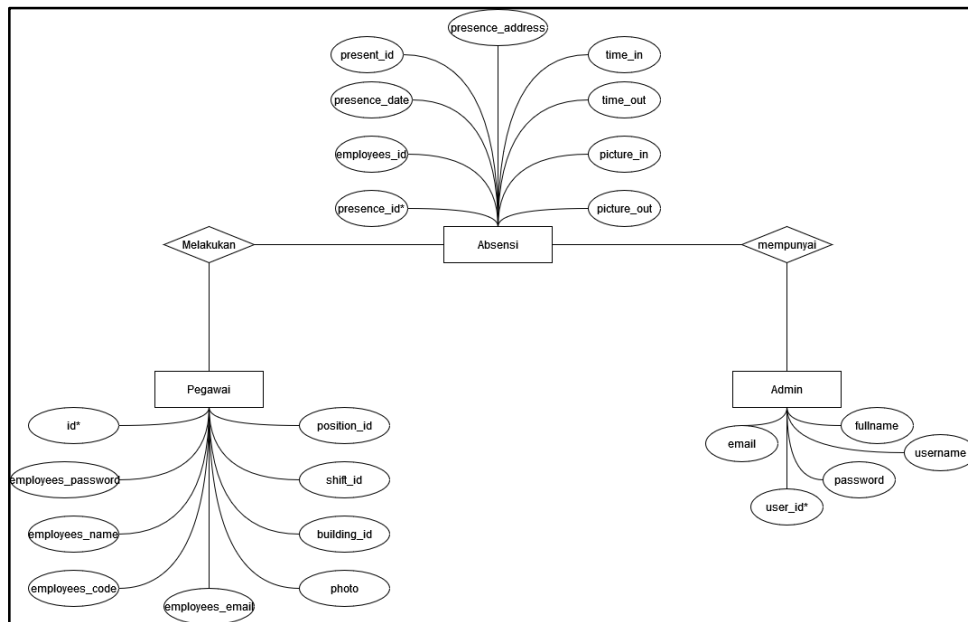 presence_address
present_id
time_in
presence_date
time_out
employees_id
picture_in
presence_id*
picture_out
Melakukan
Absensi
mempunyai
Pegawai
Admin
id*
position_id
email
fullname
username
employees_password
shift_id
password
user_id*
employees_name
building_id
employees_code
photo
employees_email